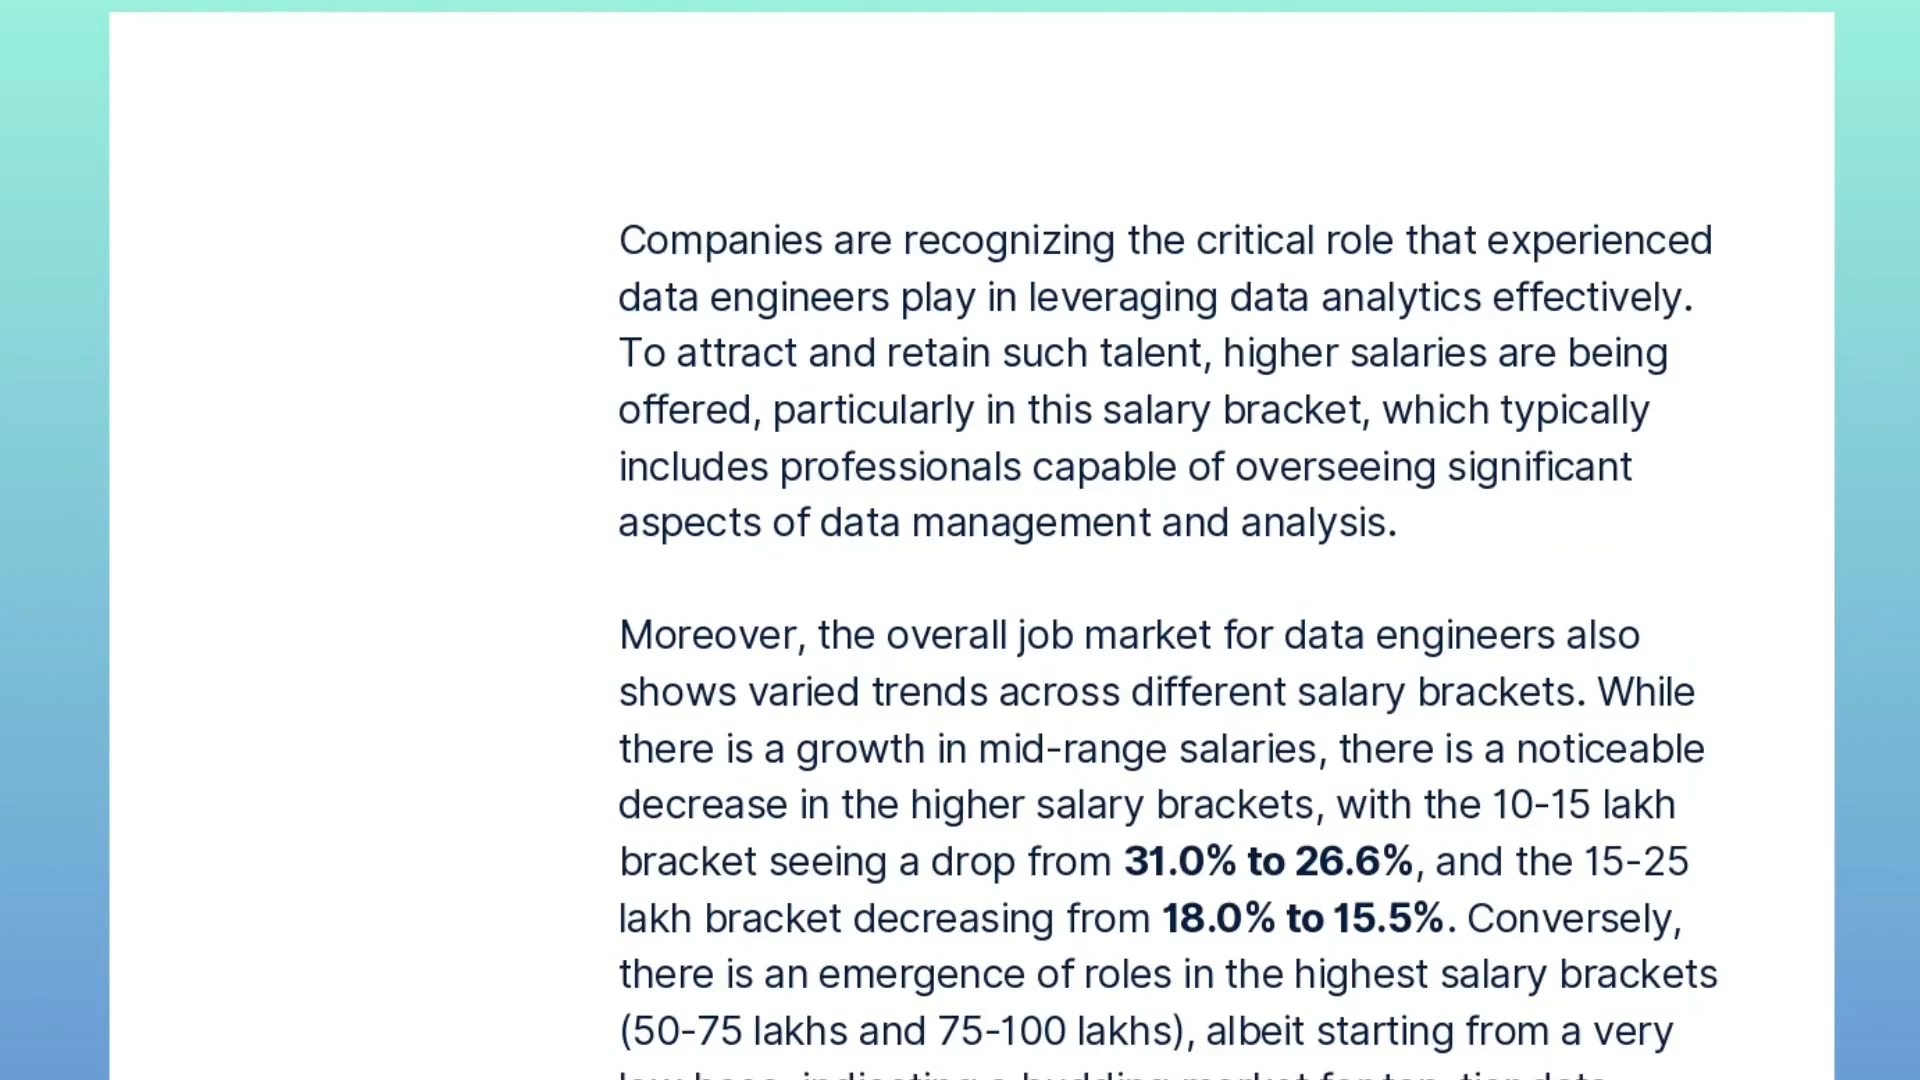 Companies are recognizing the critical role that experienced
data engineers play in leveraging data analytics effectively.
To attract and retain such talent, higher salaries are being
offered, particularly in this salary bracket, which typically
includes professionals capable of overseeing significant
aspects of data management and analysis.
Moreover, the overall job market for data engineers also
shows varied trends across different salary brackets. While
there is a growth in mid-range salaries, there is a noticeable
decrease in the higher salary brackets, with the 10-15 lakh
bracket seeing a drop from 31.0% to 26.6%, and the 15-25
lakh bracket decreasing from 18.0% to 15.5%. Conversely,
there is an emergence of roles in the highest salary brackets
(50-75 lakhs and 75-100 lakhs), albeit starting from a very